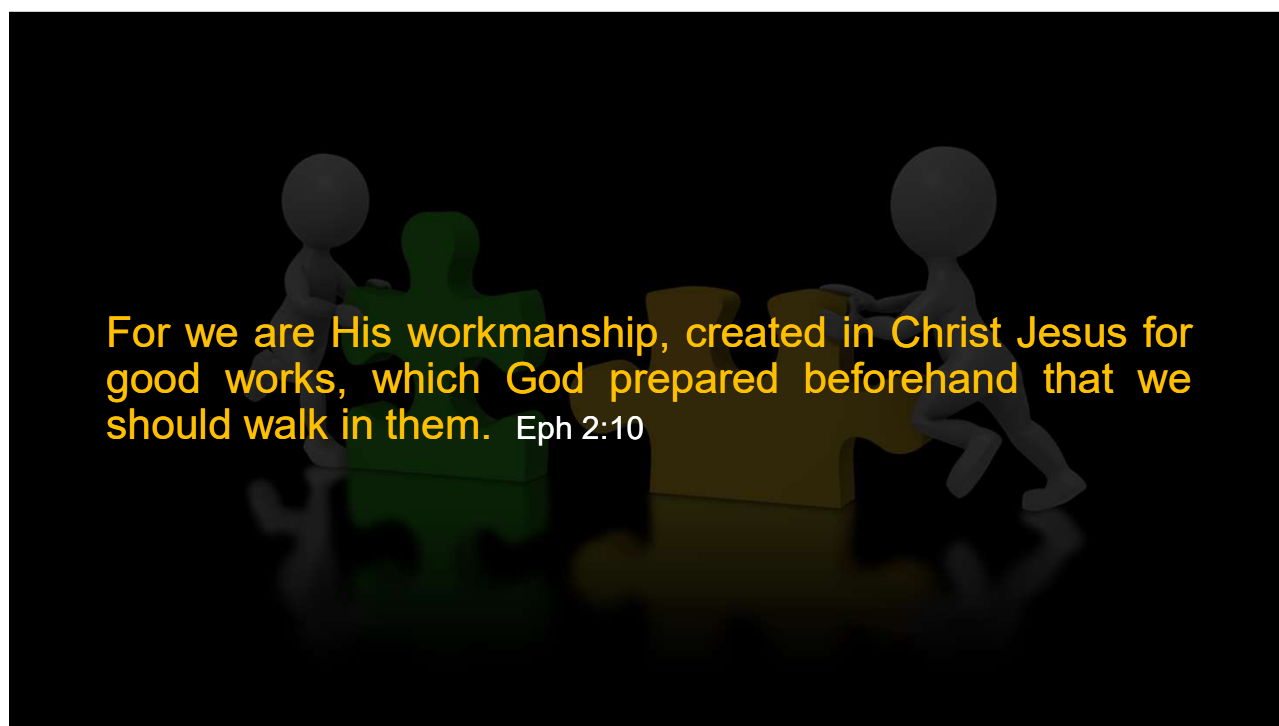 For we are His workmanship, created in Christ Jesus for
good works, which God prepared beforehand that we
should walk in them. Eph 2:10